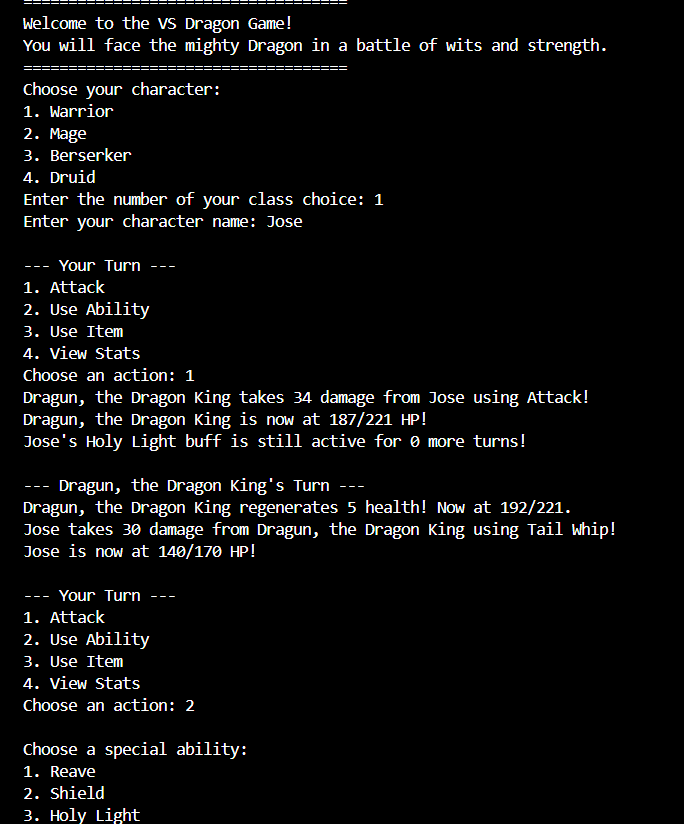 ====================================
Welcome to the VS Dragon Game!
You will face the mighty Dragon in a battle of wits and strength.
====================================
Choose your character:
1. Warrior
2. Mage
3. Berserker
4. Druid
Enter the number of your class choice: 1
Enter your character name: Jose
--- Your Turn ---
1. Attack
2. Use Ability
3. Use Item
4. View Stats
Choose an action: 1
Dragun, the Dragon King takes 34 damage from Jose using Attack!
Dragun, the Dragon King is now at 187/221 HP!
Jose's Holy Light buff is still active for 0 more turns!
--- Dragun, the Dragon King's Turn ---
Dragun, the Dragon King regenerates 5 health! Now at 192/221.
Jose takes 30 damage from Dragun, the Dragon King using Tail Whip!
Jose is now at 140/170 HP!
--- Your Turn ---
1. Attack
2. Use Ability
3. Use Item
4. View Stats
Choose an action: 2
Choose a special ability:
1. Reave
2. Shield
3. Holy Light